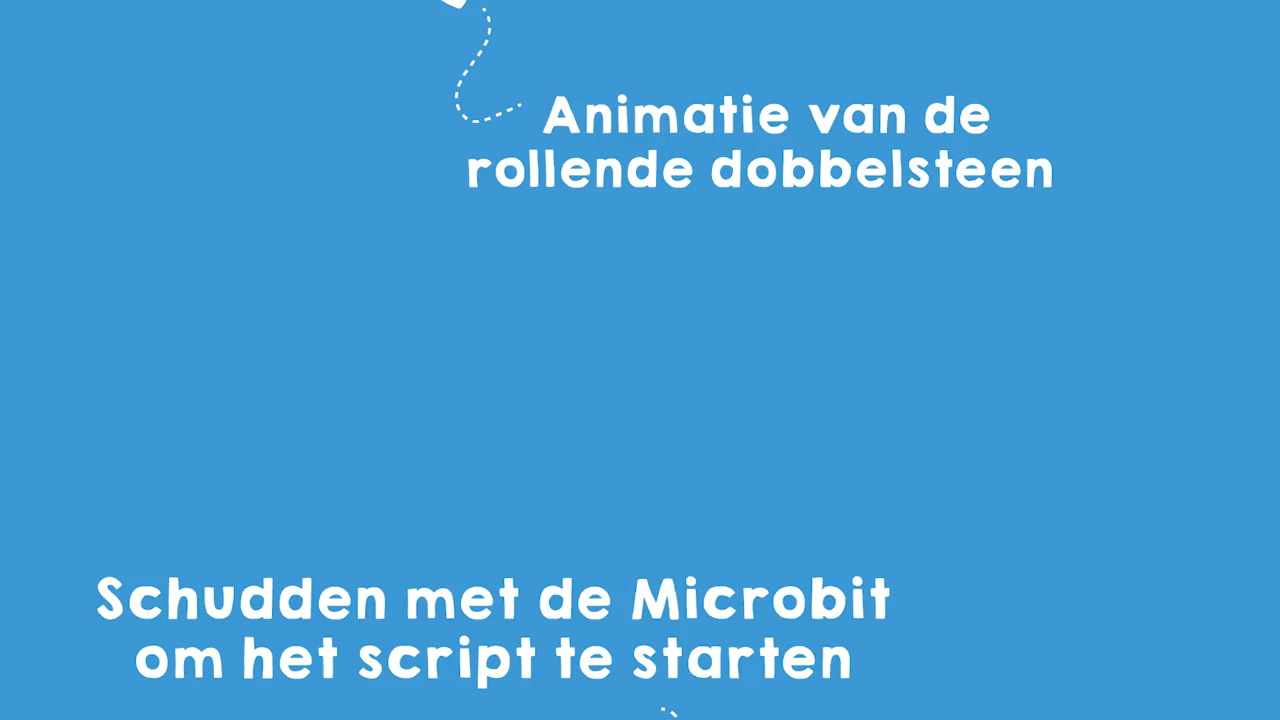 Animatie van de
rollende dobbelsteen
Schudden met de Microbit
om het script te starten